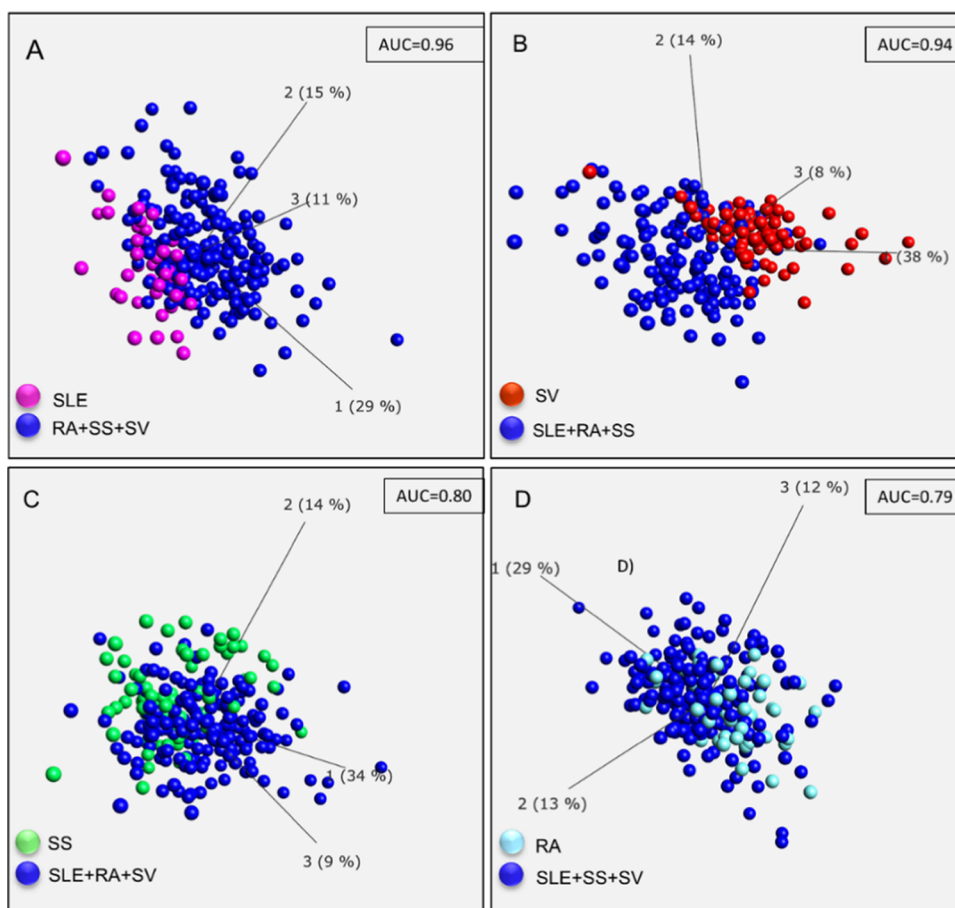 A
AUC=0.96
2 (15 %)
3 (11 %)
1 (29 %)
SLE
RA+SS+SV
B
AUC=0.94
2 (14 %)
3 (8 %)
(38 %)
SV
SLE+RA+SS
C
AUC=0.80
2 (14 %)
1 (34 %)
3 (9 %)
SS
SLE+RA+SV
D
AUC=0.79
3 (12 %)
1 (29 %)
D)
2 (13 %)
RA
SLE+SS+SV